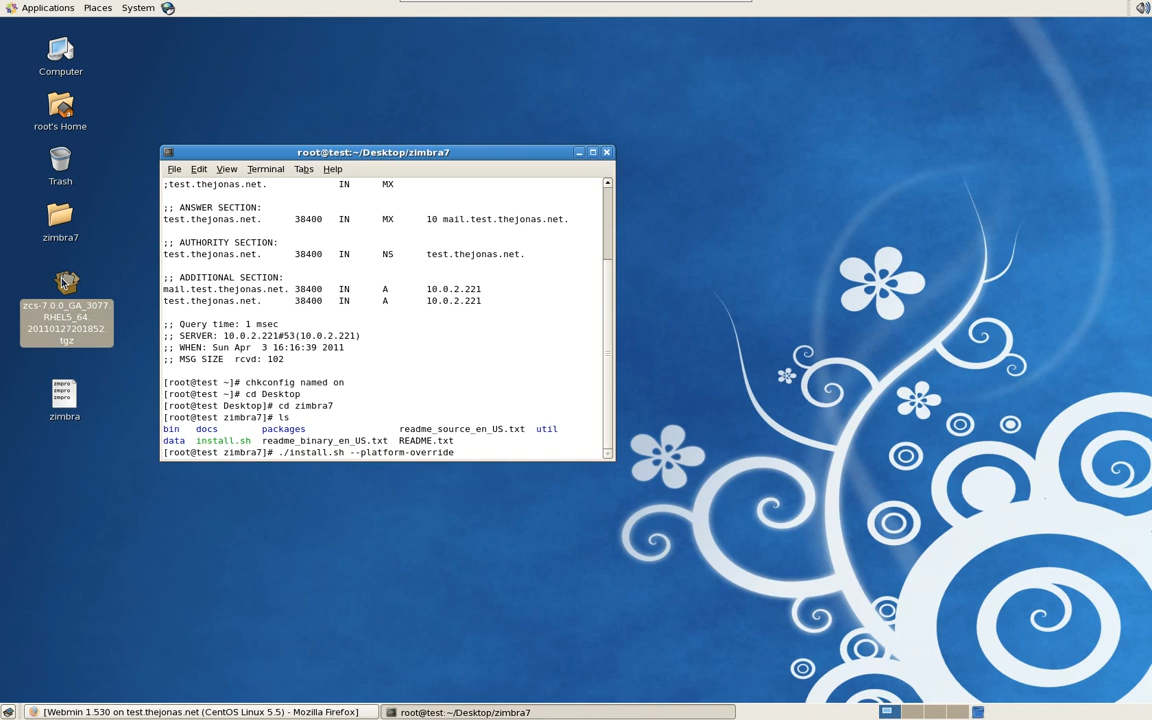 Applications Places System
Computer
root's Home
Trash
zimbra7
zcs-7.0.0_GA_3077.
RHEL5_64.
20110127201852.
tgz
zmpro
zmpro
zmpro
zimbra
root@test:~/Desktop/zimbra7
File Edit View Terminal Tabs Help
;test.thejonas.net. IN MX
;; ANSWER SECTION:
test.thejonas.net. 38400 IN MX 10 mail.test.thejonas.net.
;; AUTHORITY SECTION:
test.thejonas.net. 38400 IN NS test.thejonas.net.
;; ADDITIONAL SECTION:
mail.test.thejonas.net. 38400 IN A 10.0.2.221
test.thejonas.net. 38400 IN A 10.0.2.221
;; Query time: 1 msec
;; SERVER: 10.0.2.221#53(10.0.2.221)
;; WHEN: Sun Apr 3 16:16:39 2011
;; MSG SIZE rcvd: 102
[root@test ~]# chkconfig named on
[root@test ~]# cd Desktop
[root@test Desktop]# cd zimbra7
[root@test zimbra7]# ls
bin docs packages readme_source_en_US.txt util
data install.sh readme_binary_en_US.txt README.txt
[root@test zimbra7]# ./install.sh --platform-override
[Webmin 1.530 on test.thejonas.net (CentOS Linux 5.5) - Mozilla Firefox]
root@test:~/Desktop/zimbra7